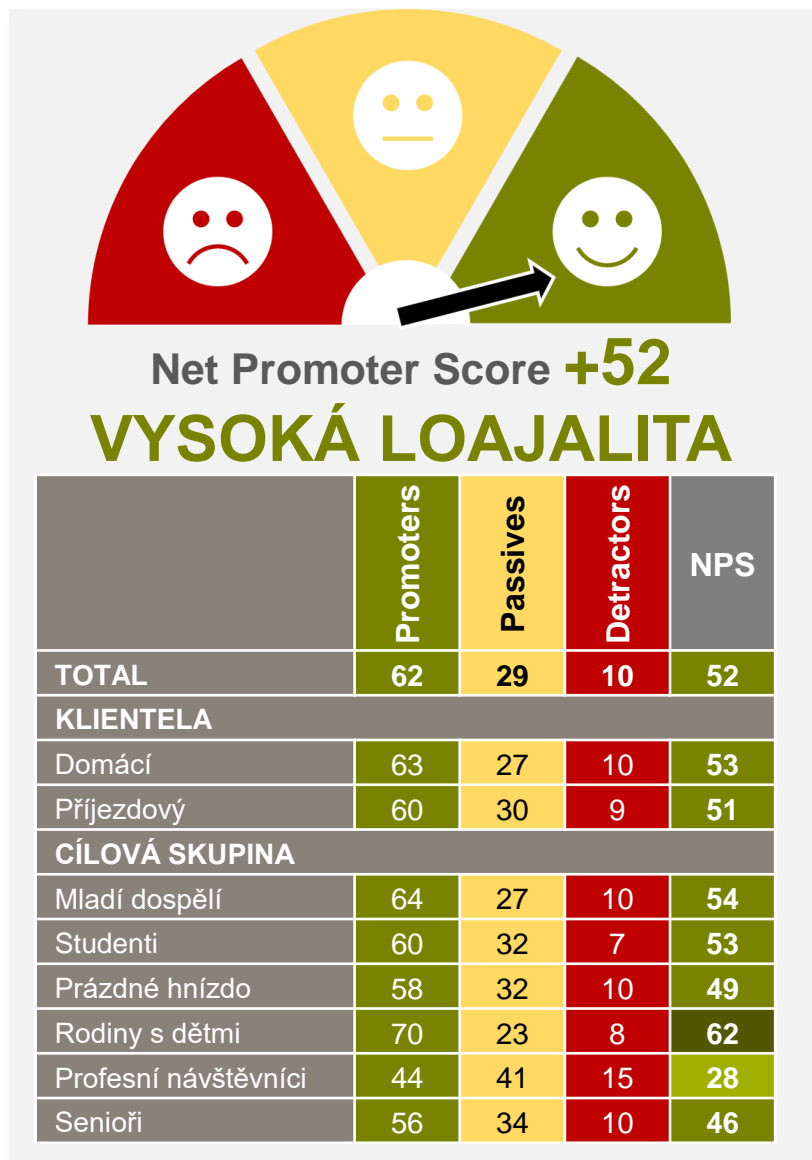 Net Promoter Score +52
VYSOKÁ LOAJALITA
Promoters Passives Detractors NPS
TOTAL 62 29 10 52
KLIENTELA
Domácí 63 27 10 53
Příjezdový 60 30 9 51
CÍLOVÁ SKUPINA
Mladí dospělí 64 27 10 54
Studenti 60 32 7 53
Prázdné hnízdo 58 32 10 49
Rodiny s dětmi 70 23 8 62
Profesní návštěvníci 44 41 15 28
Senioři 56 34 10 46